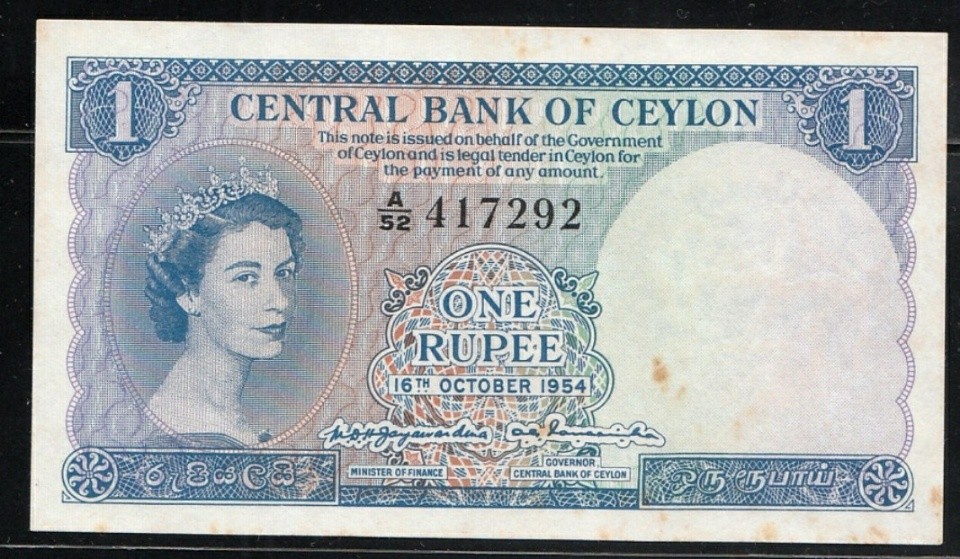 1 1
CENTRAL BANK OF CEYLON
This note is issued on behalf of the Government
of Ceylon and is legal tender in Ceylon for
the payment of any amount.
A/52 417292
ONE
RUPEE
16TH OCTOBER 1954
MINISTER OF FINANCE
GOVERNOR,
CENTRAL BANK OF CEYLON
රුපියලයි
ஒரு ரூபாய்